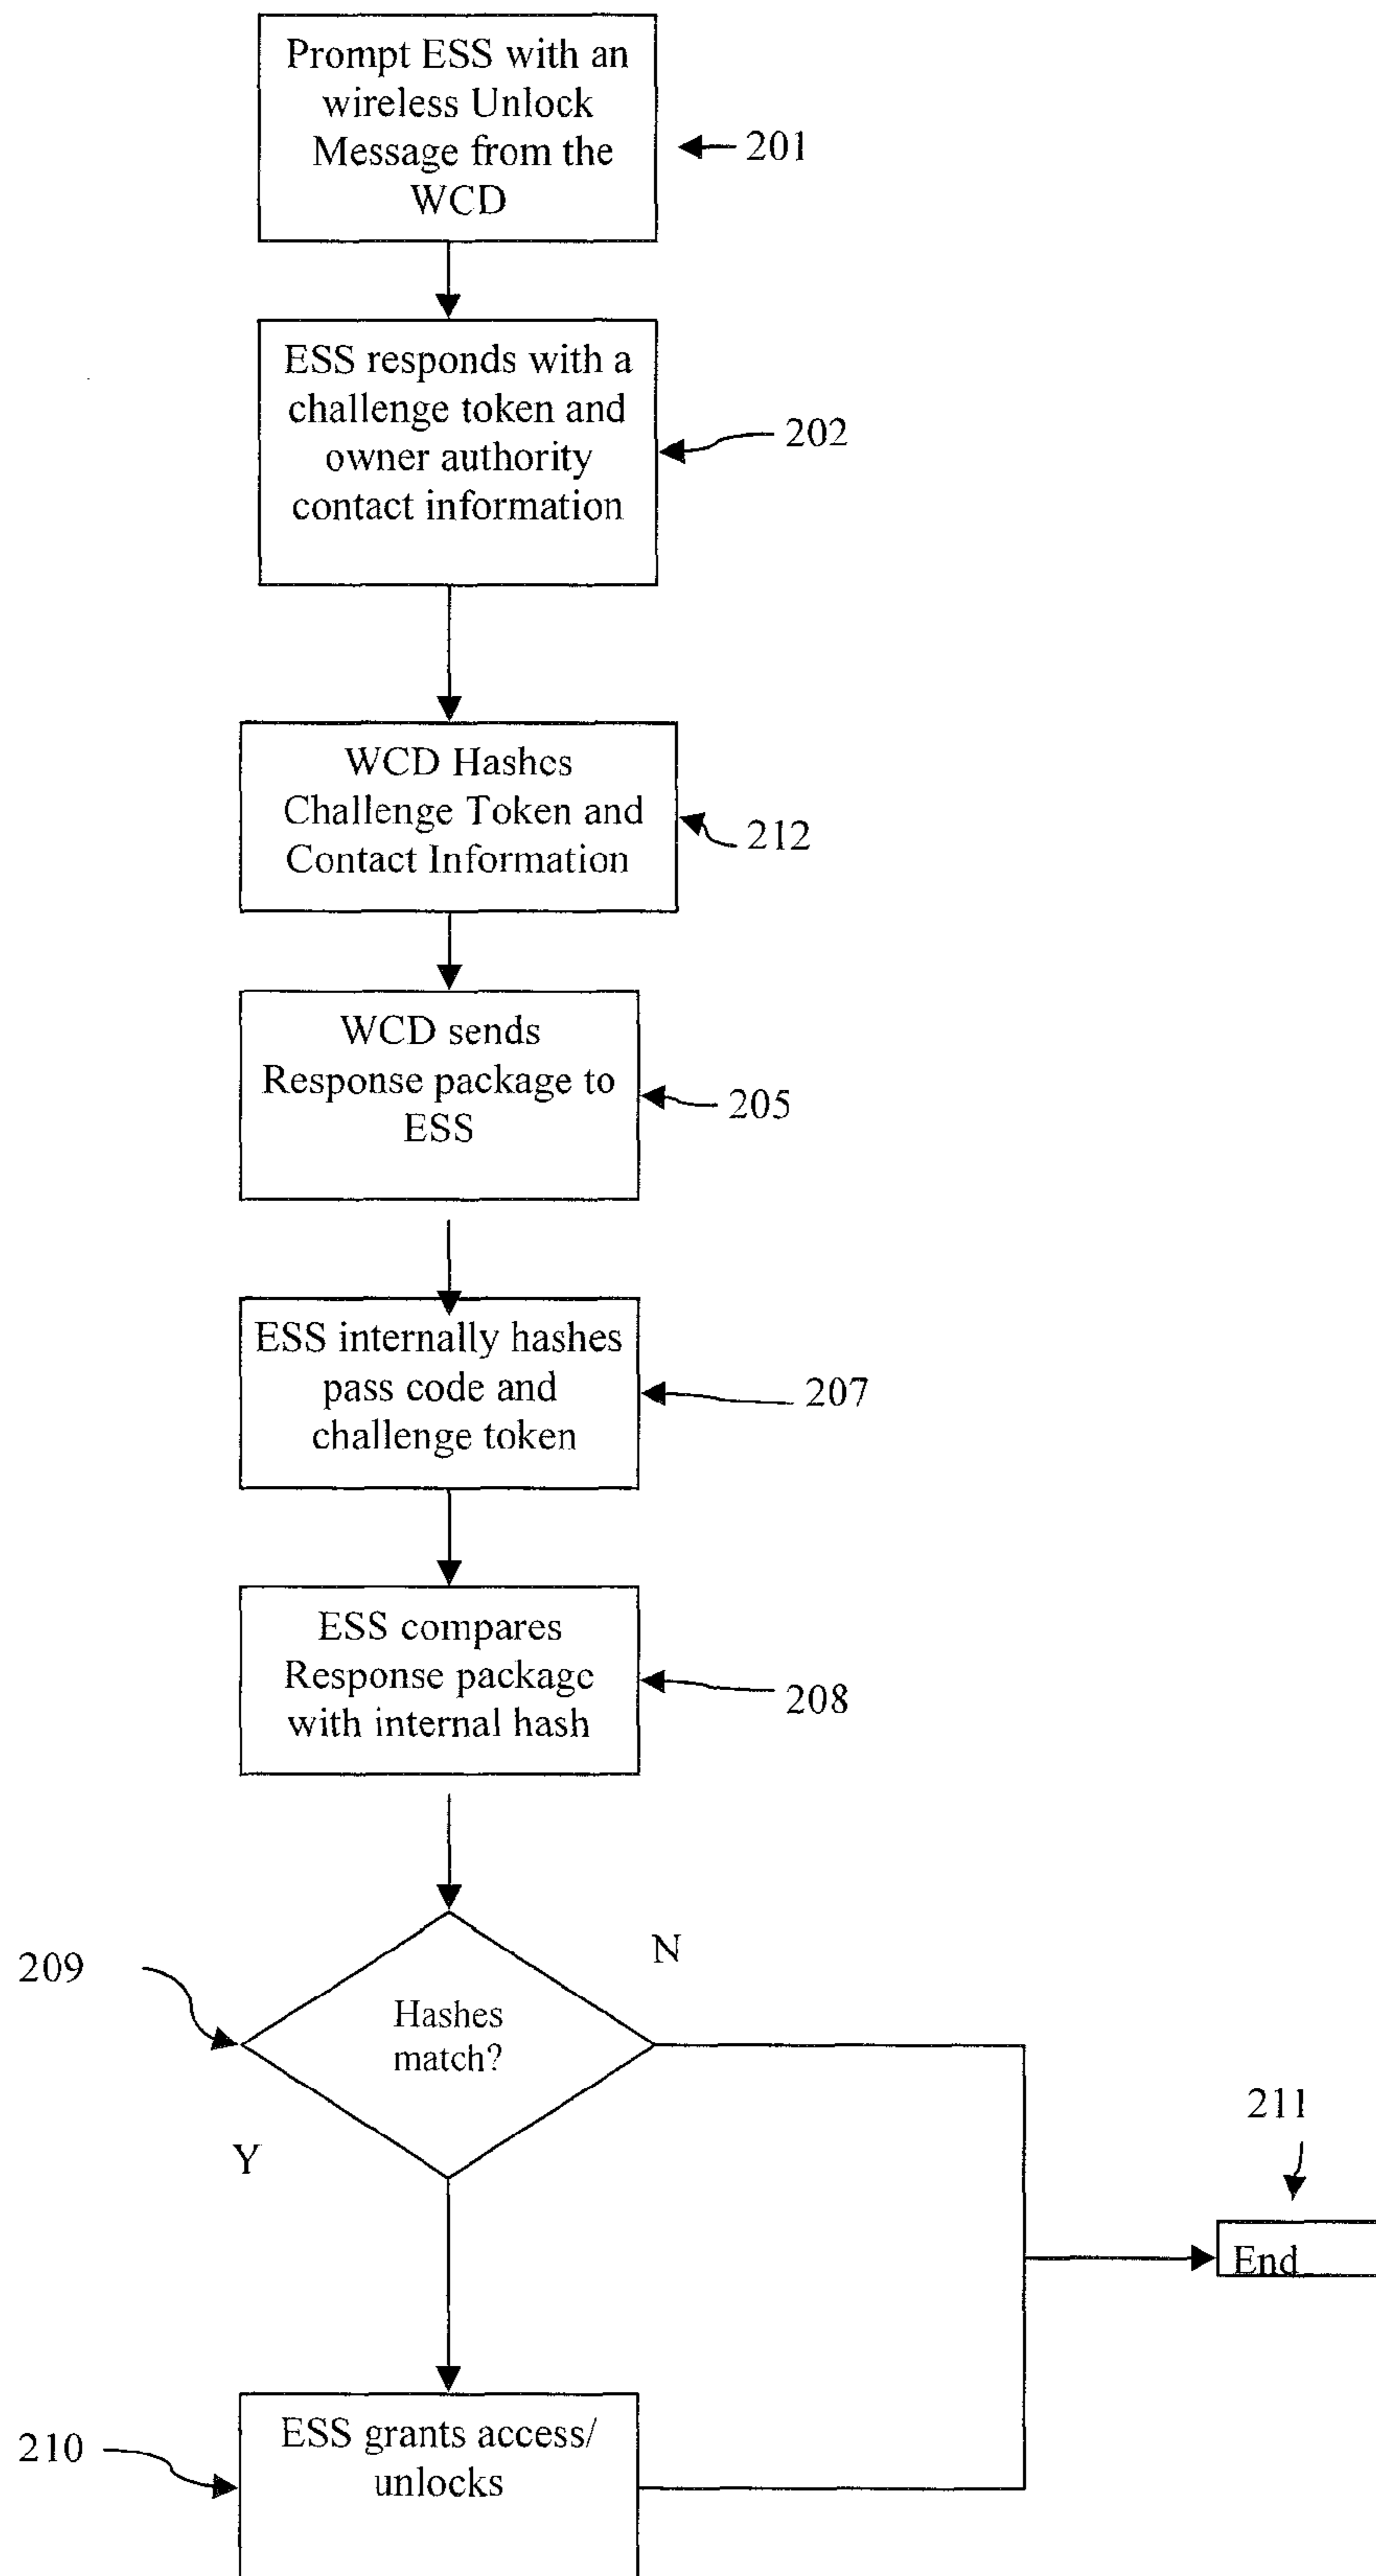 Prompt ESS with an
wireless Unlock
Message from the
WCD
201
ESS responds with a
challenge token and
owner authority
contact information
202
WCD Hashes
Challenge Token and
Contact Information
212
WCD sends
Response package to
ESS
205
ESS internally hashes
pass code and
challenge token
207
ESS compares
Response package
with internal hash
208
209
N
Hashes
match?
Y
211
End
210
ESS grants access/
unlocks